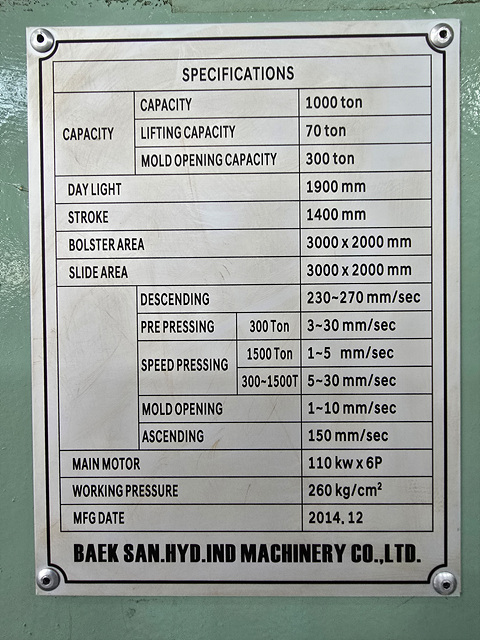 SPECIFICATIONS
CAPACITY
CAPACITY 1000 ton
LIFTING CAPACITY 70 ton
MOLD OPENING CAPACITY 300 ton
DAY LIGHT 1900 mm
STROKE 1400 mm
BOLSTER AREA 3000 x 2000 mm
SLIDE AREA 3000 x 2000 mm
DESCENDING 230~270 mm/sec
PRE PRESSING 300 Ton 3~30 mm/sec
SPEED PRESSING 1500 Ton 1~5 mm/sec
300~1500T 5~30 mm/sec
MOLD OPENING 1~10 mm/sec
ASCENDING 150 mm/sec
MAIN MOTOR 110 kw x 6P
WORKING PRESSURE 260 kg/cm²
MFG DATE 2014. 12
BAEK SAN.HYD.IND MACHINERY CO.,LTD.